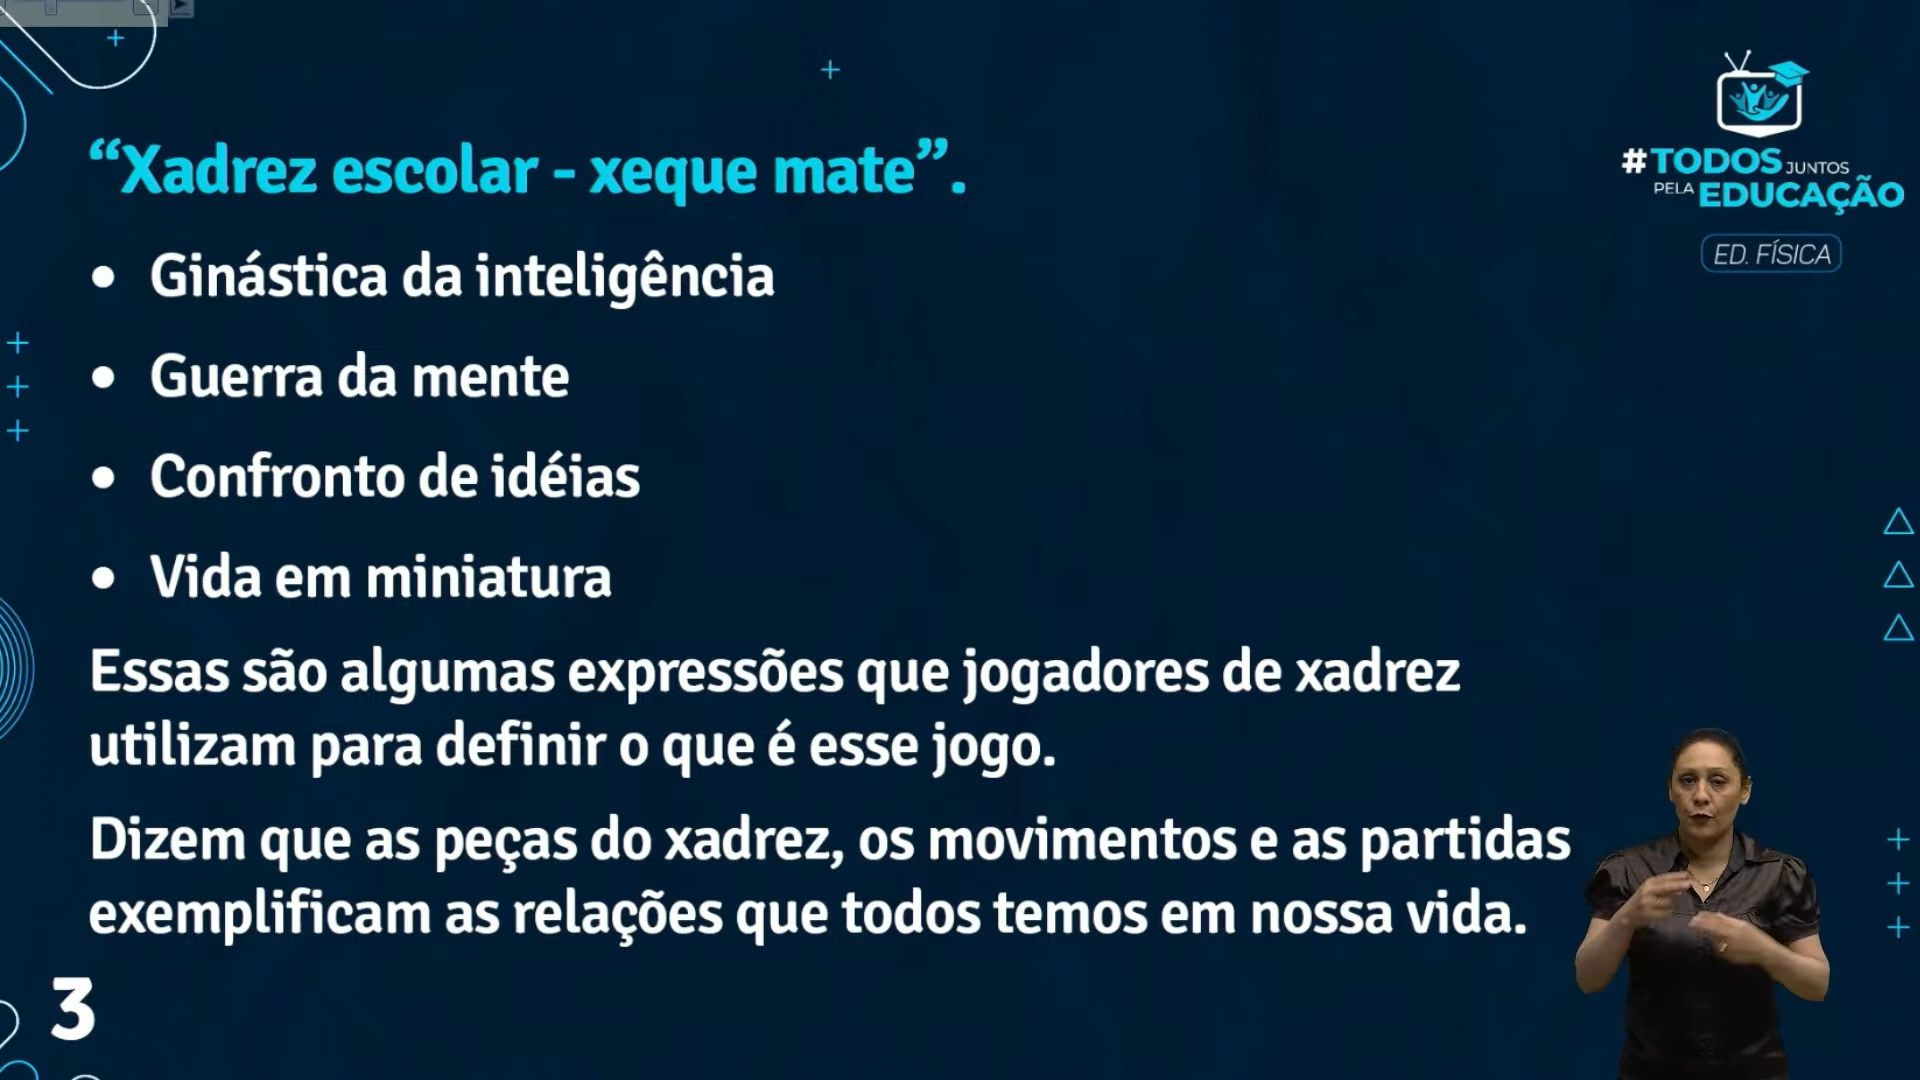 #TODOS JUNTOS
PELA EDUCAÇÃO
ED. FÍSICA
“Xadrez escolar - xeque mate”.
• Ginástica da inteligência
• Guerra da mente
• Confronto de idéias
• Vida em miniatura
Essas são algumas expressões que jogadores de xadrez
utilizam para definir o que é esse jogo.
Dizem que as peças do xadrez, os movimentos e as partidas
exemplificam as relações que todos temos em nossa vida.
3